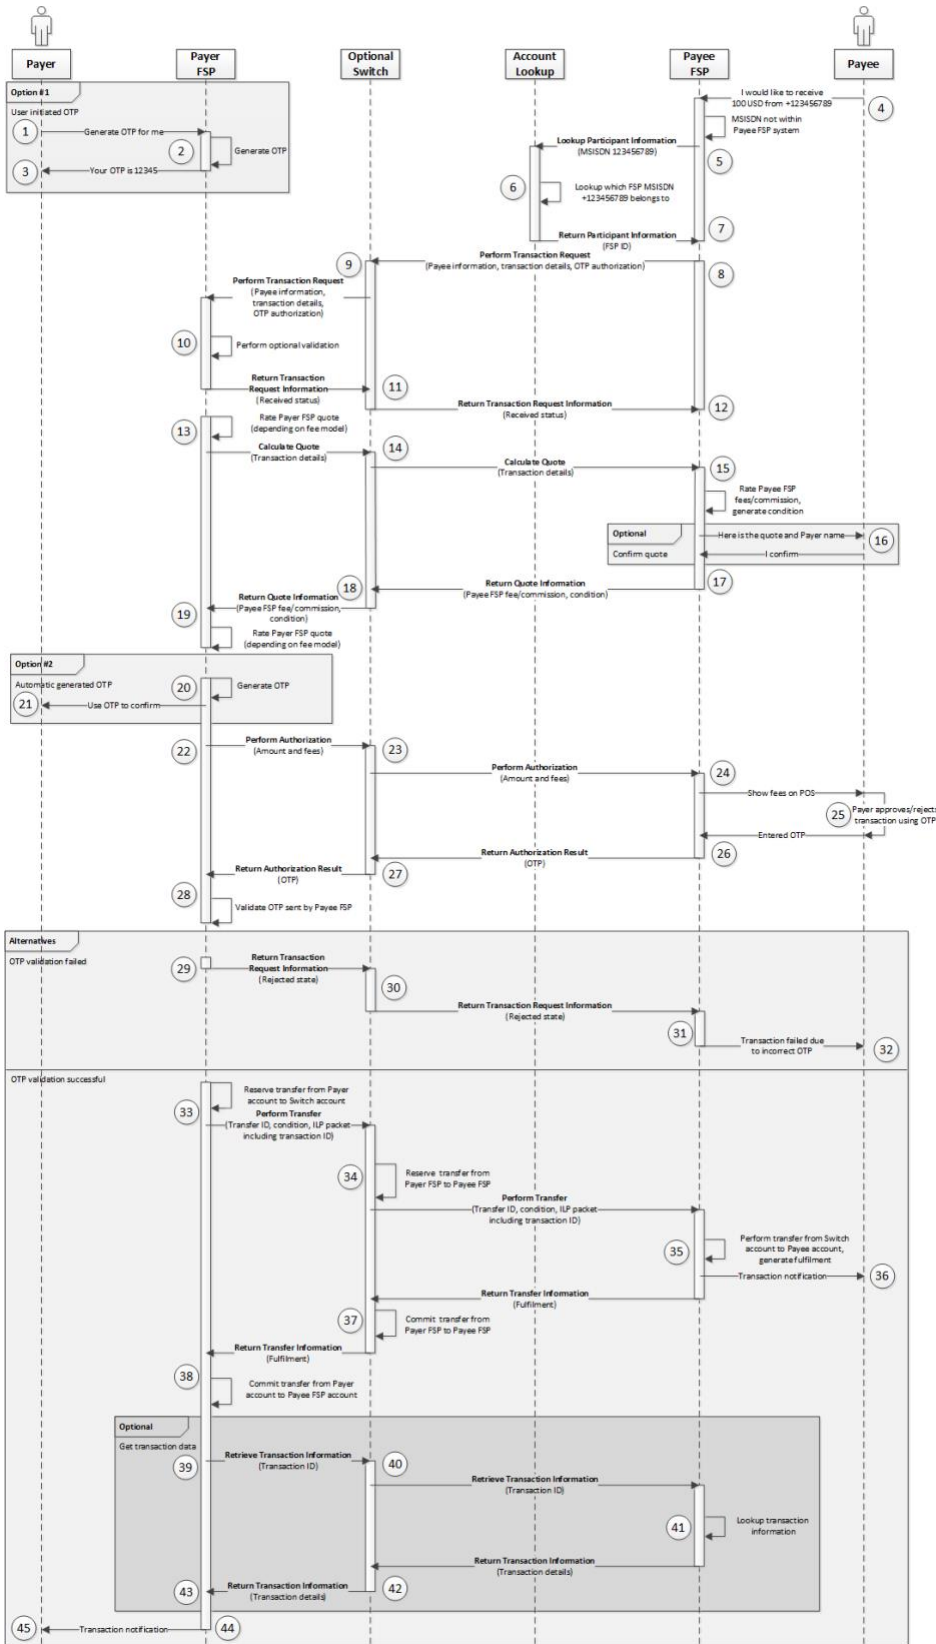 Payer
Payer
FSP
Optional
Switch
Account
Lookup
Payee
FSP
Payee
Option #1
User initiated OTP
1
Generate OTP for me
2
Generate OTP
3
Your OTP is 12345
I would like to receive
100 USD from +123456789
4
MSISDN not within
Payee FSP system
Lookup Participant Information
(MSISDN 123456789)
5
6
Lookup which FSP MSISDN
+123456789 belongs to
Return Participant Information
(FSP ID)
7
Perform Transaction Request
(Payee information, transaction details, OTP authorization)
8
9
Perform Transaction Request
(Payee information,
transaction details,
OTP authorization)
10
Perform optional validation
Return Transaction
Request Information
(Received status)
11
Return Transaction Request Information
(Received status)
12
13
Rate Payer FSP quote
(depending on fee model)
Calculate Quote
(Transaction details)
14
Calculate Quote
(Transaction details)
15
Rate Payee FSP
fees/commission,
generate condition
Optional
Confirm quote
Here is the quote and Payer name
16
I confirm
Return Quote Information
(Payee FSP fee/commission, condition)
17
18
Return Quote Information
(Payee FSP fee/commission,
condition)
19
Rate Payer FSP quote
(depending on fee model)
Option #2
Automatic generated OTP
20
Generate OTP
21
Use OTP to confirm
22
Perform Authorization
(Amount and fees)
23
Perform Authorization
(Amount and fees)
24
Show fees on POS
25
Payer approves/rejects
transaction using OTP
Entered OTP
Return Authorization Result
(OTP)
26
Return Authorization Result
(OTP)
27
28
Validate OTP sent by Payee FSP
Alternatives
OTP validation failed
29
Return Transaction
Request Information
(Rejected state)
30
Return Transaction Request Information
(Rejected state)
31
Transaction failed due
to incorrect OTP
32
OTP validation successful
Reserve transfer from Payer
account to Switch account
33
Perform Transfer
(Transfer ID, condition, ILP packet
including transaction ID)
34
Reserve transfer from
Payer FSP to Payee FSP
Perform Transfer
(Transfer ID, condition, ILP packet
including transaction ID)
35
Perform transfer from Switch
account to Payee account,
generate fulfilment
Transaction notification
36
Return Transfer Information
(Fulfilment)
37
Commit transfer from
Payer FSP to Payee FSP
Return Transfer Information
(Fulfilment)
38
Commit transfer from Payer
account to Payee FSP account
Optional
Get transaction data
39
Retrieve Transaction Information
(Transaction ID)
40
Retrieve Transaction Information
(Transaction ID)
41
Lookup transaction
information
Return Transaction Information
(Transaction details)
42
Return Transaction Information
(Transaction details)
43
45
Transaction notification
44